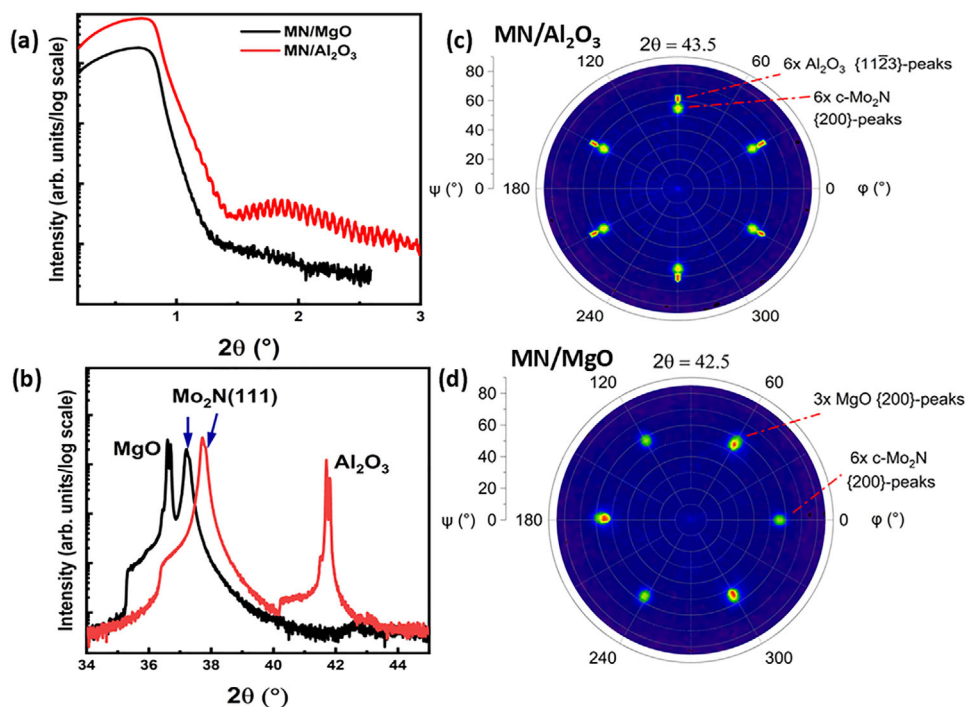 (a)
MN/MgO
MN/Al₂O₃
Intensity (arb. units/log scale)
1 2 3
2θ (°)
(b)
Mo₂N(111)
MgO
Al₂O₃
Intensity (arb. units/log scale)
34 36 38 40 42 44
2θ (°)
(c) MN/Al₂O₃
2θ = 43.5
120 60
80
60
40
20
ψ (°) 0 180 0 φ (°)
240 300
6x Al₂O₃ {112̄3}-peaks
6x c-Mo₂N
{200}-peaks
MN/MgO
(d) 2θ = 42.5
120 60
80
60
40
20
ψ (°) 0 180 0 φ (°)
240 300
3x MgO {200}-peaks
6x c-Mo₂N
{200}-peaks